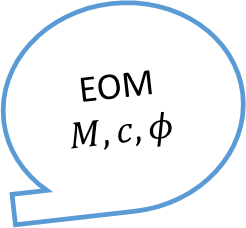 EOM
M, c, ϕ